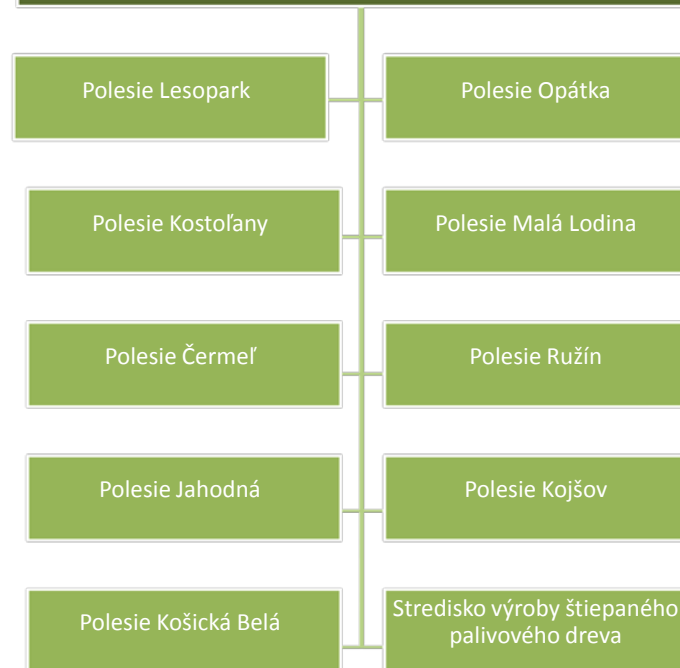 Polesie Lesopark
Polesie Opátka
Polesie Kostoľany
Polesie Malá Lodina
Polesie Čermeľ
Polesie Ružín
Polesie Jahodná
Polesie Kojšov
Polesie Košická Belá
Stredisko výroby štiepaného
palivového dreva